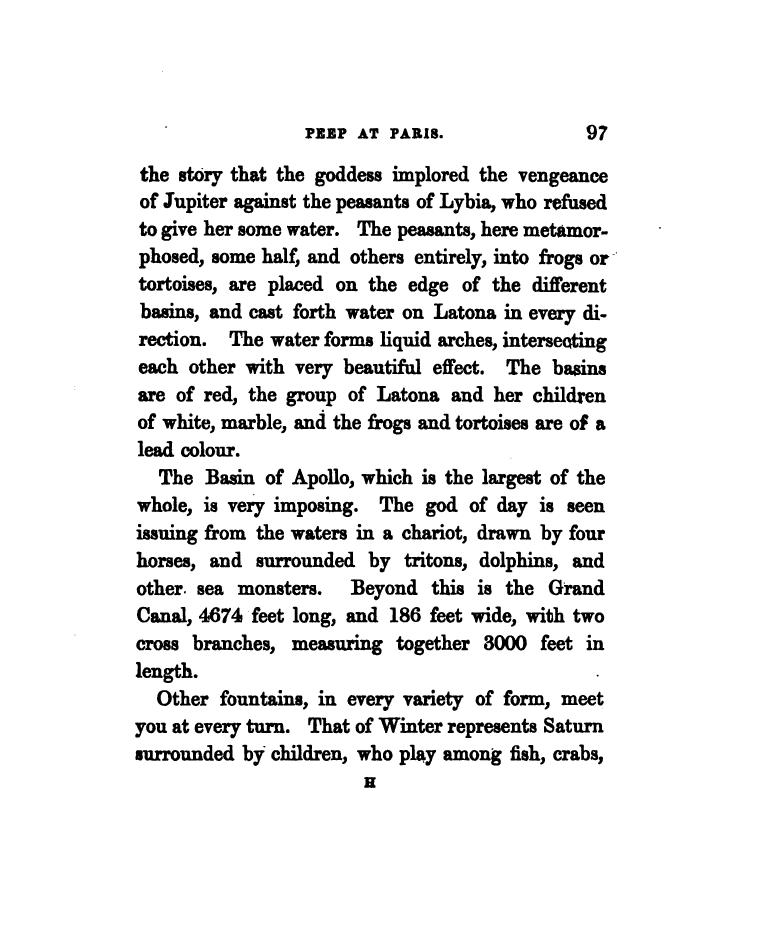 PEEP AT PARIS. 97
the story that the goddess implored the vengeance
of Jupiter against the peasants of Lybia, who refused
to give her some water. The peasants, here metamor-
phosed, some half, and others entirely, into frogs or
tortoises, are placed on the edge of the different
basins, and cast forth water on Latona in every di-
rection. The water forms liquid arches, intersecting
each other with very beautiful effect. The basins
are of red, the group of Latona and her children
of white, marble, and the frogs and tortoises are of a
lead colour.
The Basin of Apollo, which is the largest of the
whole, is very imposing. The god of day is seen
issuing from the waters in a chariot, drawn by four
horses, and surrounded by tritons, dolphins, and
other sea monsters. Beyond this is the Grand
Canal, 4674 feet long, and 186 feet wide, with two
cross branches, measuring together 3000 feet in
length.
Other fountains, in every variety of form, meet
you at every turn. That of Winter represents Saturn
surrounded by children, who play among fish, crabs,
H